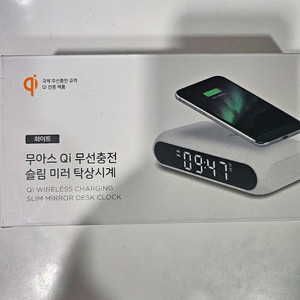 qi
국제 무선충전 규격
Qi 인증 제품
화이트
무아스 Qi 무선충전
슬림 미러 탁상시계
QI WIRELESS CHARGING
SLIM MIRROR DESK CLOCK
09:47